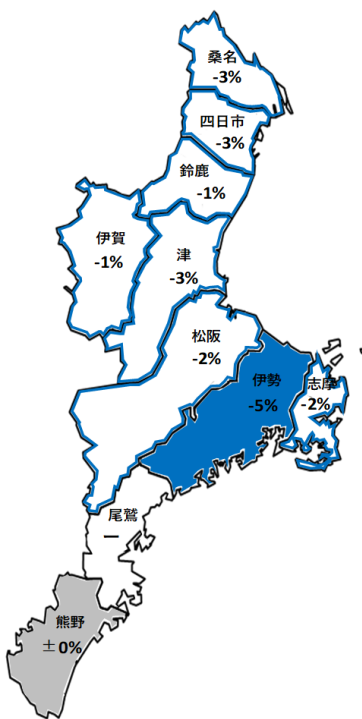 桑名
-3%
四日市
-3%
鈴鹿
-1%
伊賀
-1%
津
-3%
松阪
-2%
伊勢
-5%
志摩
-2%
尾鷲
ー
熊野
±0%